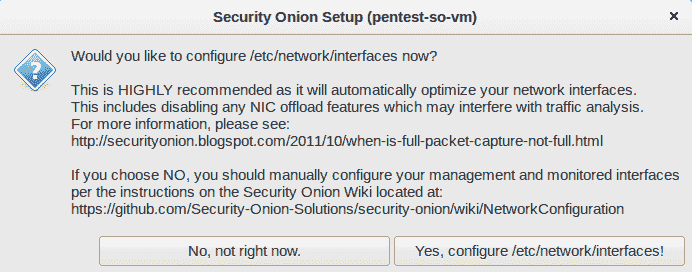 Security Onion Setup (pentest-so-vm)
Would you like to configure /etc/network/interfaces now?
This is HIGHLY recommended as it will automatically optimize your network interfaces.
This includes disabling any NIC offload features which may interfere with traffic analysis.
For more information, please see:
http://securityonion.blogspot.com/2011/10/when-is-full-packet-capture-not-full.html
If you choose NO, you should manually configure your management and monitored interfaces
per the instructions on the Security Onion Wiki located at:
https://github.com/Security-Onion-Solutions/security-onion/wiki/NetworkConfiguration
No, not right now.
Yes, configure /etc/network/interfaces!